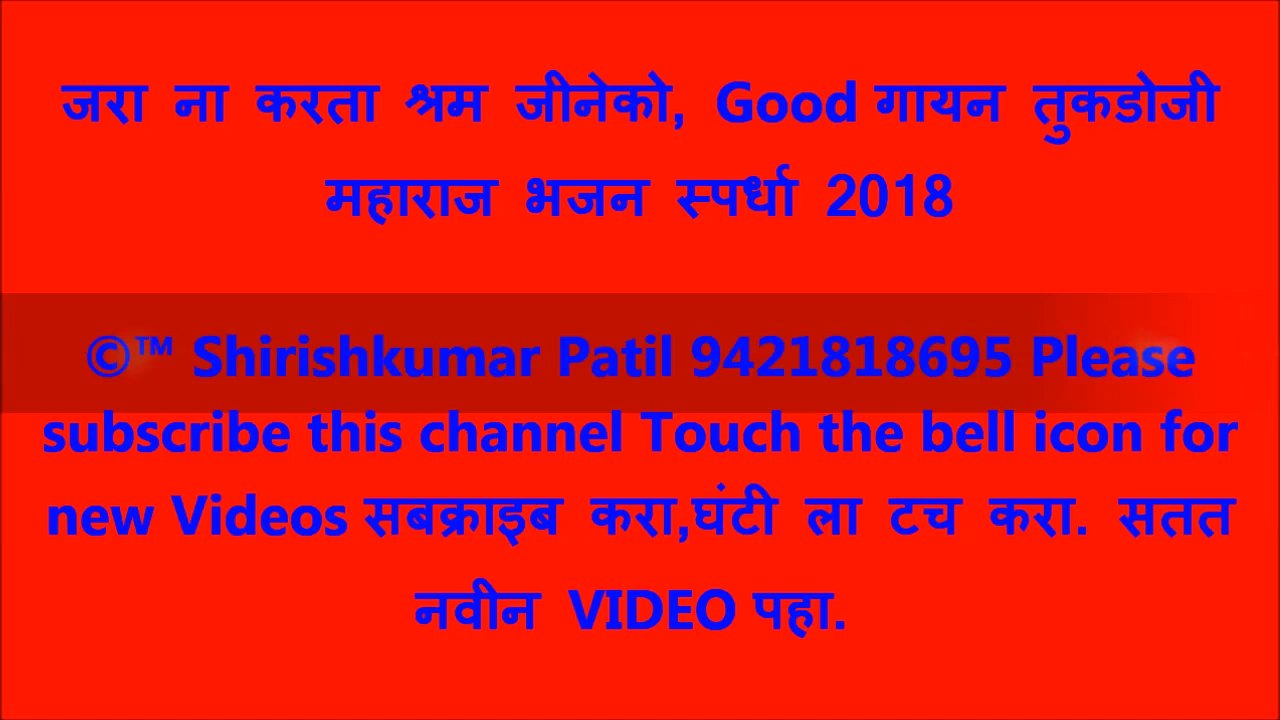 जरा ना करता श्रम जीनेको, Good गायन तुकडोजी
महाराज भजन स्पर्धा 2018
©™ Shirishkumar Patil 9421818695 Please
subscribe this channel Touch the bell icon for
new Videos सबक्राइब करा,घंटी ला टच करा. सतत
नवीन VIDEO पहा.